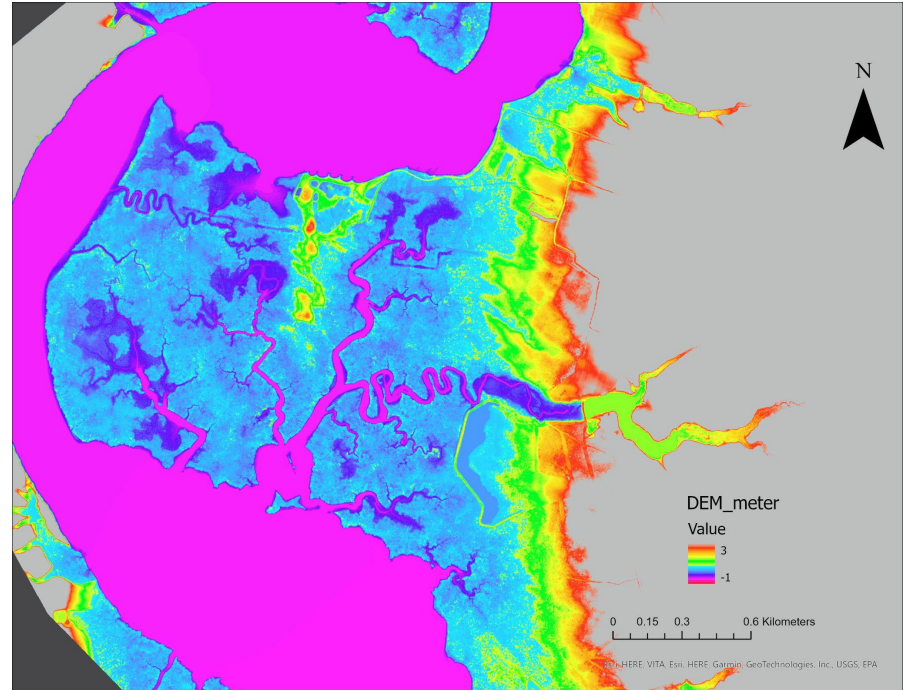 N
DEM_meter
Value
3
-1
0 0.15 0.3 0.6 Kilometers
HERE, VITA, Esri, HERE, Garmin, GeoTechnologies, Inc., USGS, EPA